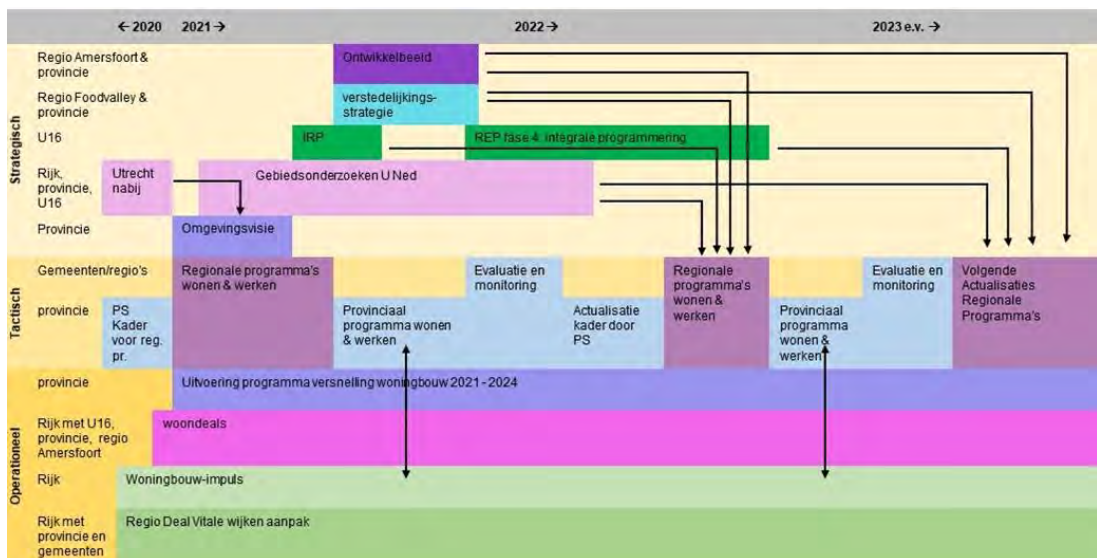 ← 2020 2021→ 2022 → 2023 e.v. →
Strategisch
Regio Amersfoort &
provincie
Ontwikkelbeeld
Regio Foodvalley &
provincie
verstedelijkings-
strategie
U16
IRP
REP fase 4: integrale programmering
Rijk,
provincie,
U16
Utrecht
nabij
Gebiedsonderzoeken U Ned
Provincie
Omgevingsvisie
Tactisch
Gemeenten/regio's
Regionale programma's
wonen & werken
Evaluatie en
monitoring
Regionale
programma's
wonen &
werken
Evaluatie en
monitoring
Volgende
Actualisaties
Regionale
Programma's
provincie
PS
Kader
voor reg.
pr.
Provinciaal
programma wonen
& werken
Actualisatie
kader door
PS
Provinciaal
programma
wonen &
werken
Operationeel
provincie
Uitvoering programma versnelling woningbouw 2021 - 2024
Rijk met U16,
provincie, regio
Amersfoort
woondeals
Rijk
Woningbouw-impuls
Rijk met
provincie en
gemeenten
Regio Deal Vitale wijken aanpak